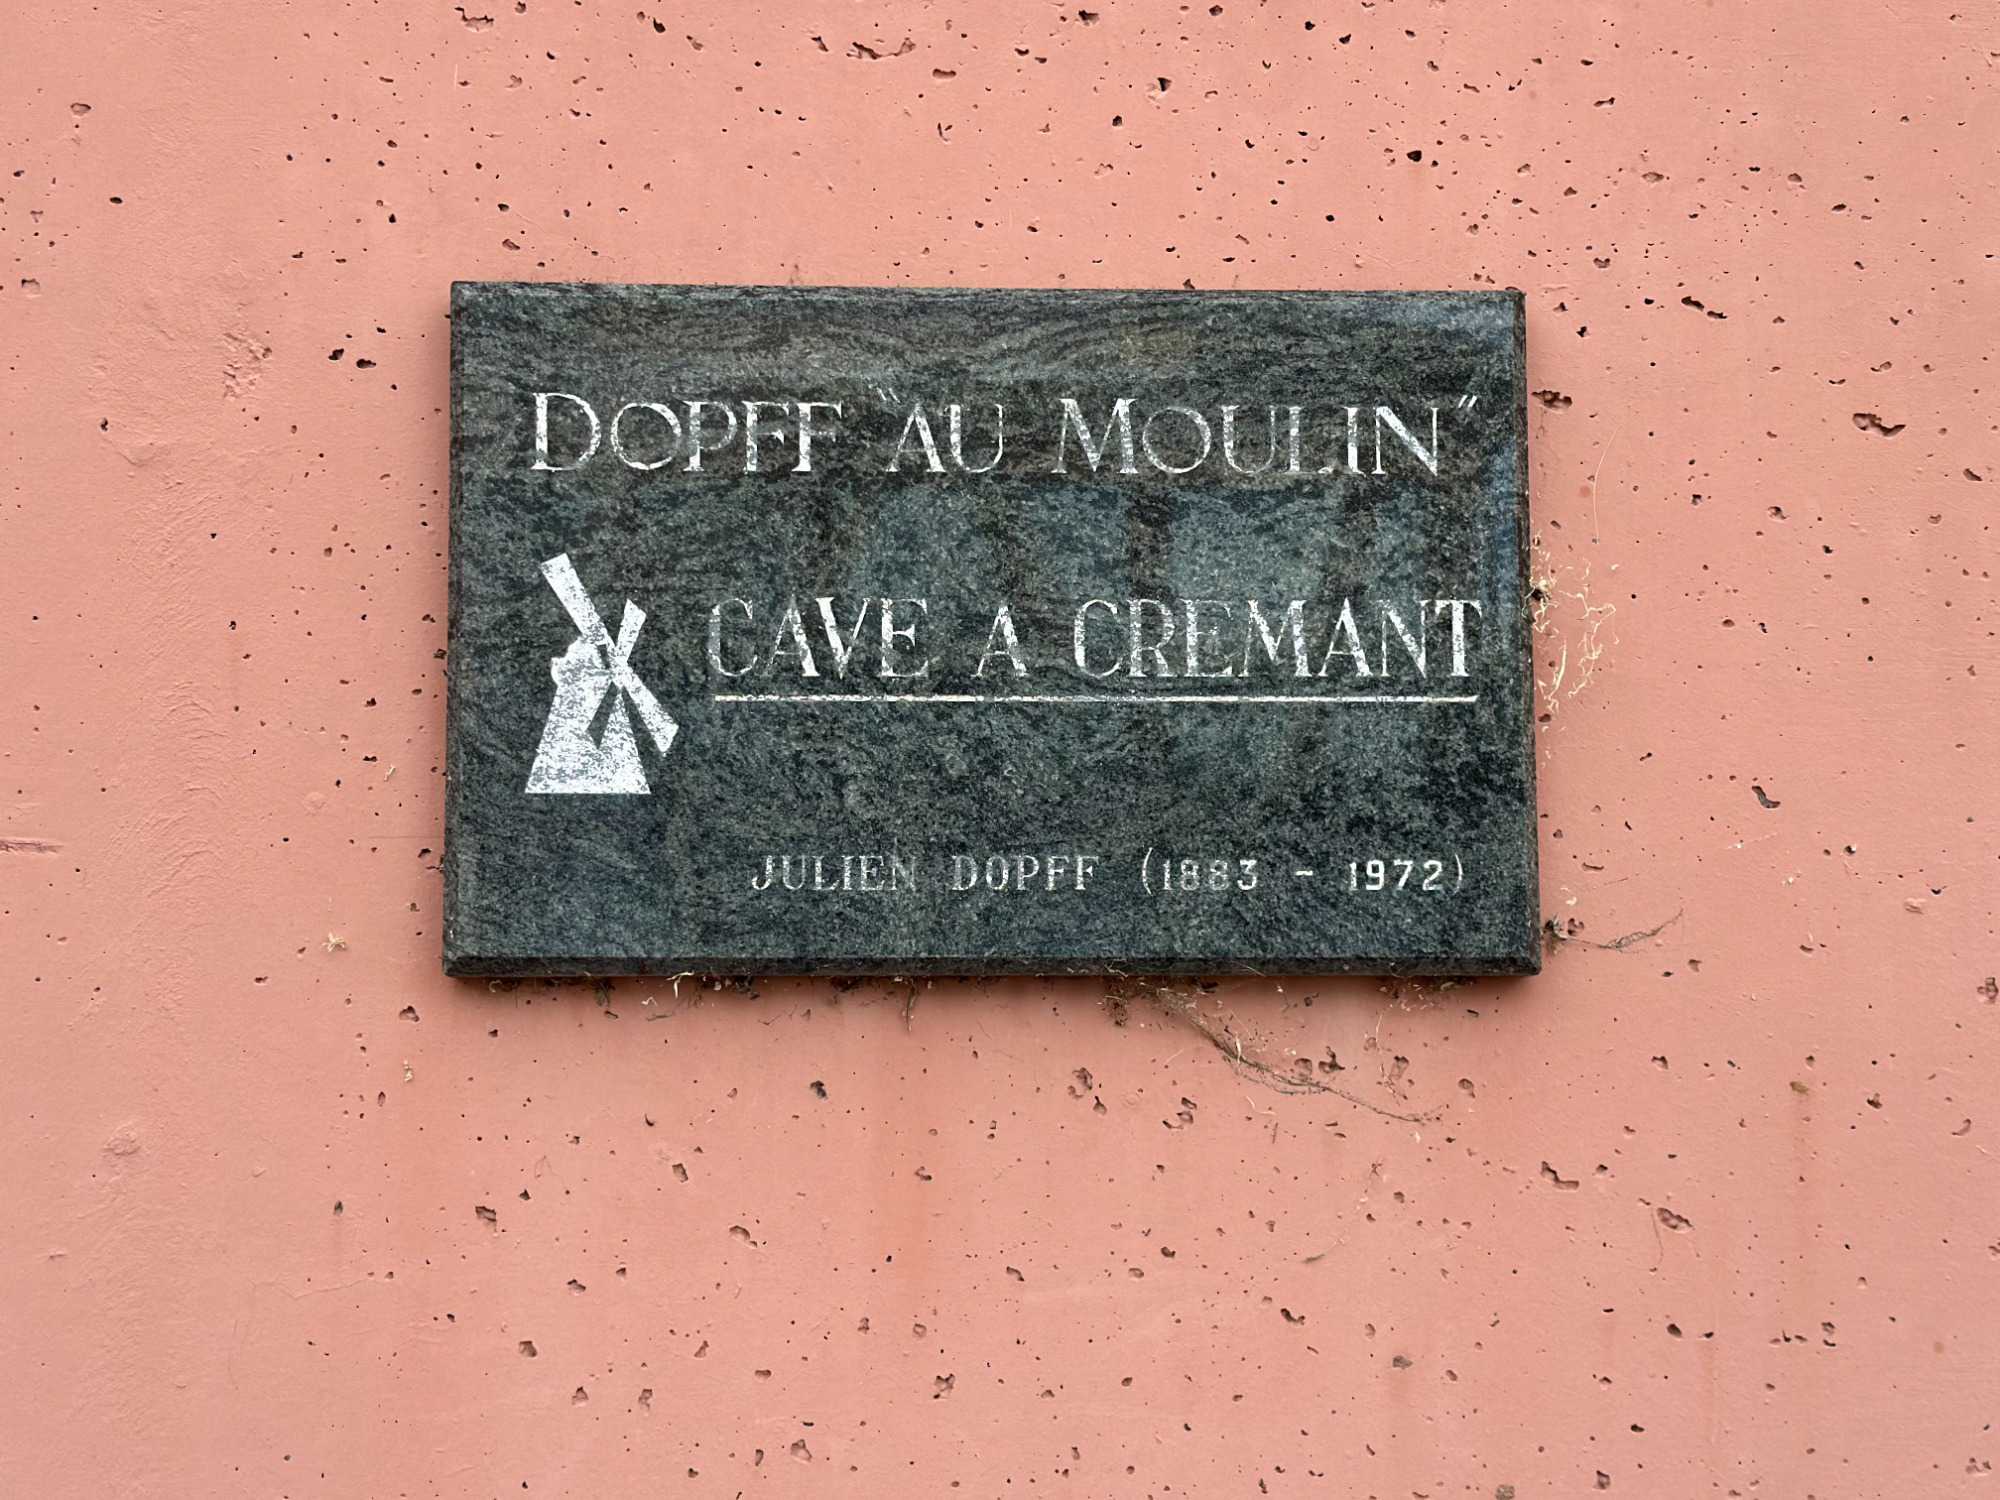 DOPFF "AU MOULIN"
CAVE A CREMANT
JULIEN DOPFF (1883 - 1972)